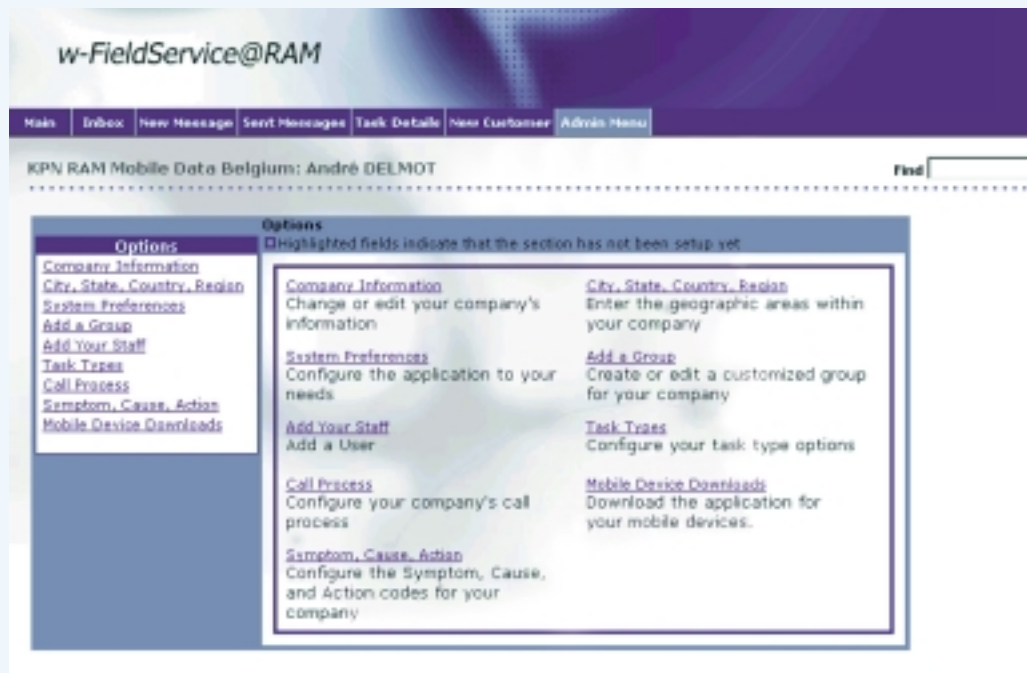 w-FieldService@RAM
Main Inbox New Message Sent Messages Task Details New Customer Admin Menu
KPN RAM Mobile Data Belgium: André DELMOT
Find
Options
Company Information
City, State, Country, Region
System Preferences
Add a Group
Add Your Staff
Task Types
Call Process
Symptom, Cause, Action
Mobile Device Downloads
Options
Highlighted fields indicate that the section has not been setup yet
Company Information
Change or edit your company's
information
City, State, Country, Region
Enter the geographic areas within
your company
System Preferences
Configure the application to your
needs
Add a Group
Create or edit a customized group
for your company
Add Your Staff
Add a User
Task Types
Configure your task type options
Call Process
Configure your company's call
process
Mobile Device Downloads
Download the application for
your mobile devices.
Symptom, Cause, Action
Configure the Symptom, Cause,
and Action codes for your
company